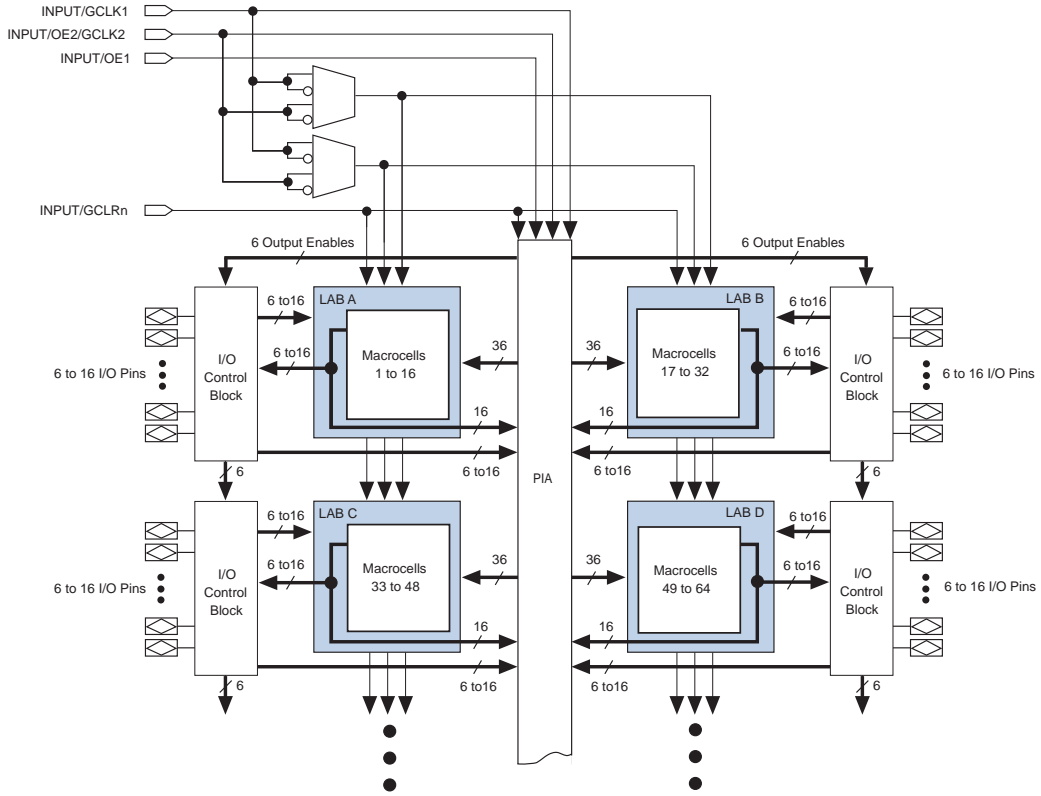 INPUT/GCLK1
INPUT/OE2/GCLK2
INPUT/OE1
INPUT/GCLRn
6 Output Enables
6 Output Enables
LAB A
LAB B
6 to16
6 to16
6 to 16 I/O Pins
I/O
Control
Block
6 to16
Macrocells
1 to 16
36
36
Macrocells
17 to 32
6 to16
I/O
Control
Block
6 to 16 I/O Pins
16
16
6 to16
6 to16
PIA
6
6
LAB C
LAB D
6 to16
6 to16
6 to 16 I/O Pins
I/O
Control
Block
6 to16
Macrocells
33 to 48
36
36
Macrocells
49 to 64
6 to16
I/O
Control
Block
6 to 16 I/O Pins
16
16
6 to16
6 to16
6
6